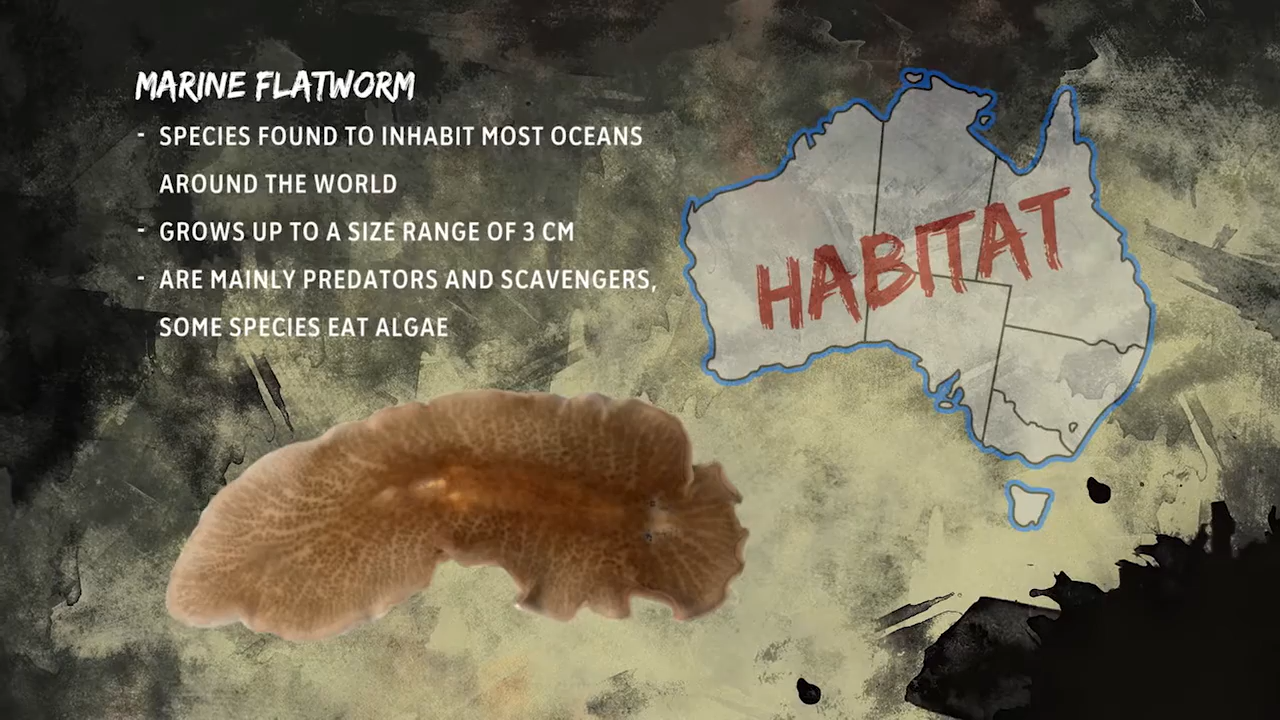 MARINE FLATWORM
- SPECIES FOUND TO INHABIT MOST OCEANS
AROUND THE WORLD
- GROWS UP TO A SIZE RANGE OF 3 CM
- ARE MAINLY PREDATORS AND SCAVENGERS,
SOME SPECIES EAT ALGAE
HABITAT